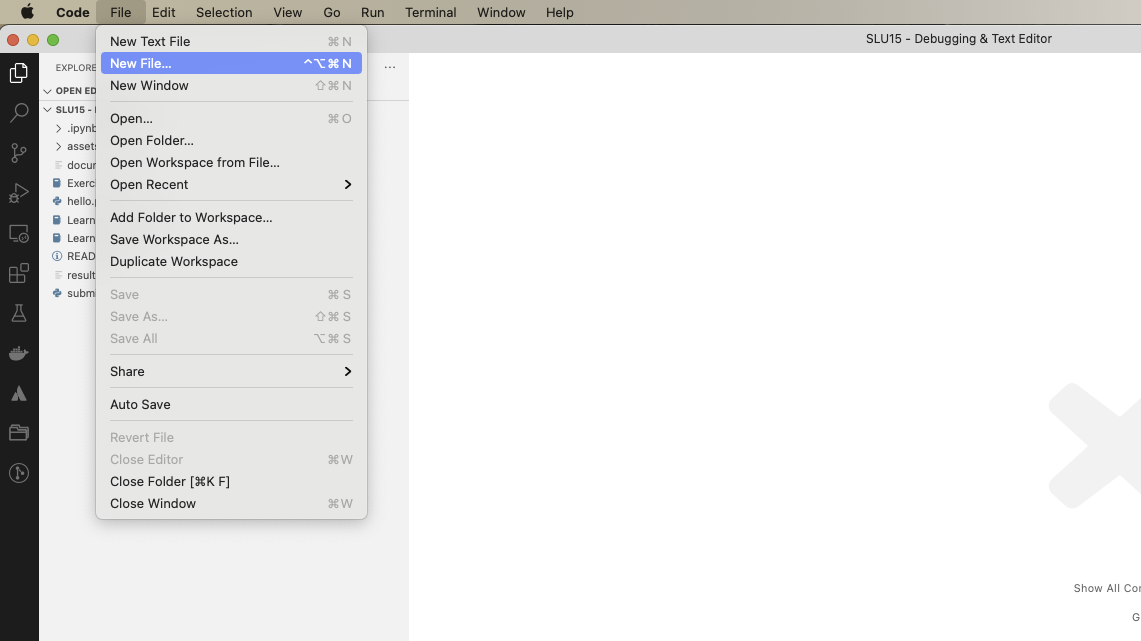 Code File Edit Selection View Go Run Terminal Window Help
SLU15 - Debugging & Text Editor
EXPLORE
OPEN ED
SLU15 -
.ipynb
assets
docum
Exerci
hello.p
Learn
Learn
READ
result
subm
New Text File ⌘ N
New File... ^⌥⌘ N
New Window ⇧⌘ N
Open... ⌘ O
Open Folder...
Open Workspace from File...
Open Recent
Add Folder to Workspace...
Save Workspace As...
Duplicate Workspace
Save ⌘ S
Save As... ⇧⌘ S
Save All ⌥⌘ S
Share
Auto Save
Revert File
Close Editor ⌘W
Close Folder [⌘K F]
Close Window ⌘W
Show All Co
G